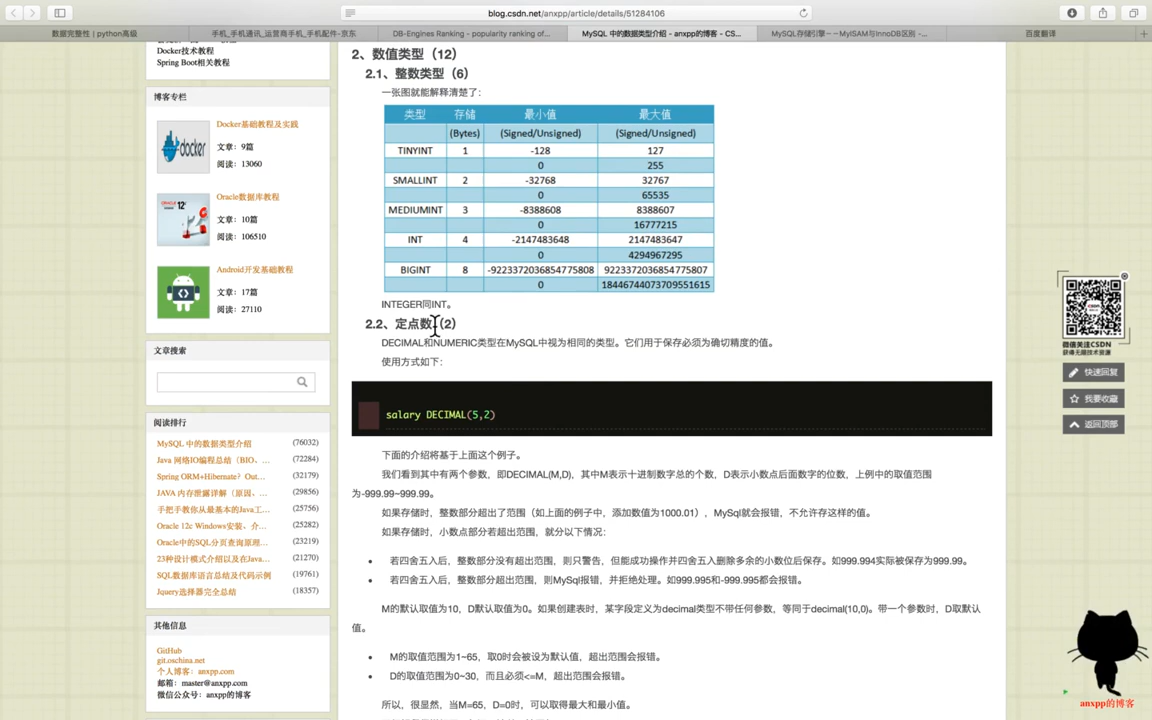 blog.csdn.net/anxpp/article/details/51284106
数据完整性 | python高级
手机_手机通讯_运营商手机_手机配件-京东
DB-Engines Ranking - popularity ranking of...
MySQL 中的数据类型介绍 - anxpp的博客 - CS...
MySQL存储引擎－－MyISAM与InnoDB区别 -...
百度翻译
Docker技术教程
Spring Boot相关教程
博客专栏
Docker基础教程及实践
文章：9篇
阅读：13060
Oracle数据库教程
文章：10篇
阅读：106510
Android开发基础教程
文章：17篇
阅读：27110
文章搜索
阅读排行
MySQL 中的数据类型介绍 (76032)
Java 网络IO编程总结（BIO、... (72284)
Spring ORM+Hibernate？Out... (32179)
JAVA 内存泄露详解（原因、... (29856)
手把手教你从最基本的Java工... (25756)
Oracle 12c Windows安装、介... (25282)
Oracle中的SQL分页查询原理... (23219)
23种设计模式介绍以及在Java... (21270)
SQL数据库语言总结及代码示例 (19761)
Jquery选择器完全总结 (18357)
其他信息
GitHub
git.oschina.net
个人博客：anxpp.com
邮箱：master@anxpp.com
微信公众号：anxpp的博客
2、数值类型（12）
2.1、整数类型（6）
一张图就能解释清楚了：
类型 存储 最小值 最大值
(Bytes) (Signed/Unsigned) (Signed/Unsigned)
TINYINT 1 -128 127
0 255
SMALLINT 2 -32768 32767
0 65535
MEDIUMINT 3 -8388608 8388607
0 16777215
INT 4 -2147483648 2147483647
0 4294967295
BIGINT 8 -9223372036854775808 9223372036854775807
0 18446744073709551615
INTEGER同INT。
2.2、定点数（2）
DECIMAL和NUMERIC类型在MySQL中视为相同的类型。它们用于保存必须为确切精度的值。
使用方式如下：
salary DECIMAL(5,2)
下面的介绍将基于上面这个例子。
我们看到其中有两个参数，即DECIMAL(M,D)，其中M表示十进制数字总的个数，D表示小数点后面数字的位数，上例中的取值范围
为-999.99~999.99。
如果存储时，整数部分超出了范围（如上面的例子中，添加数值为1000.01），MySql就会报错，不允许存这样的值。
如果存储时，小数点部分若超出范围，就分以下情况：
• 若四舍五入后，整数部分没有超出范围，则只警告，但能成功操作并四舍五入删除多余的小数位后保存。如999.994实际被保存为999.99。
• 若四舍五入后，整数部分超出范围，则MySql报错，并拒绝处理。如999.995和-999.995都会报错。
M的默认取值为10，D默认取值为0。如果创建表时，某字段定义为decimal类型不带任何参数，等同于decimal(10,0)。带一个参数时，D取默认
值。
• M的取值范围为1~65，取0时会被设为默认值，超出范围会报错。
• D的取值范围为0~30，而且必须<=M，超出范围会报错。
所以，很显然，当M=65，D=0时，可以取得最大和最小值。
微信关注CSDN
获得无限技术资源
快速回复
我要收藏
返回顶部
anxpp的博客